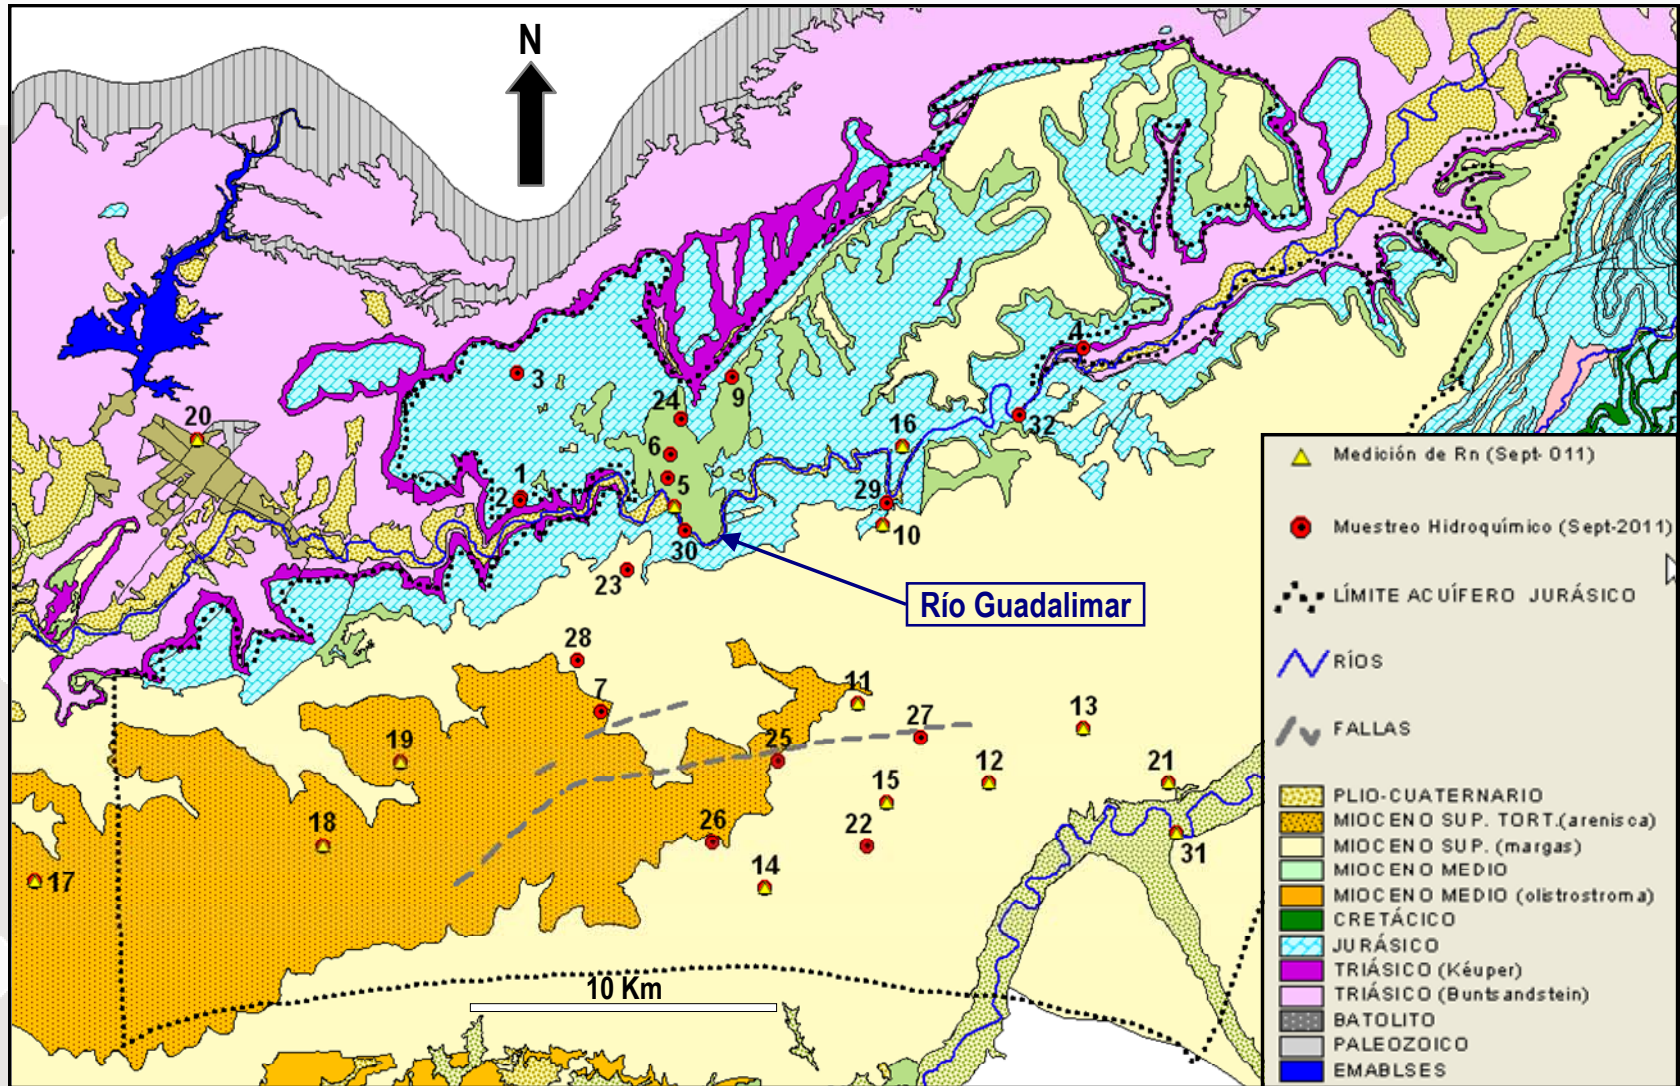 N
4
3
9
20
24
16
32
6
1
2
5
29
30
10
23
Río Guadalimar
28
7
11
27
13
19
25
12
21
15
18
26
22
31
14
17
10 Km
Medición de Rn (Sept- 011)
Muestreo Hidroquímico (Sept-2011)
LÍMITE ACUÍFERO JURÁSICO
RÍOS
FALLAS
PLIO-CUATERNARIO
MIOCENO SUP. TORT.(arenisca)
MIOCENO SUP. (margas)
MIOCENO MEDIO
MIOCENO MEDIO (olistrostroma)
CRETÁCICO
JURÁSICO
TRIÁSICO (Kéuper)
TRIÁSICO (Buntsandstein)
BATOLITO
PALEOZOICO
EMABLSES